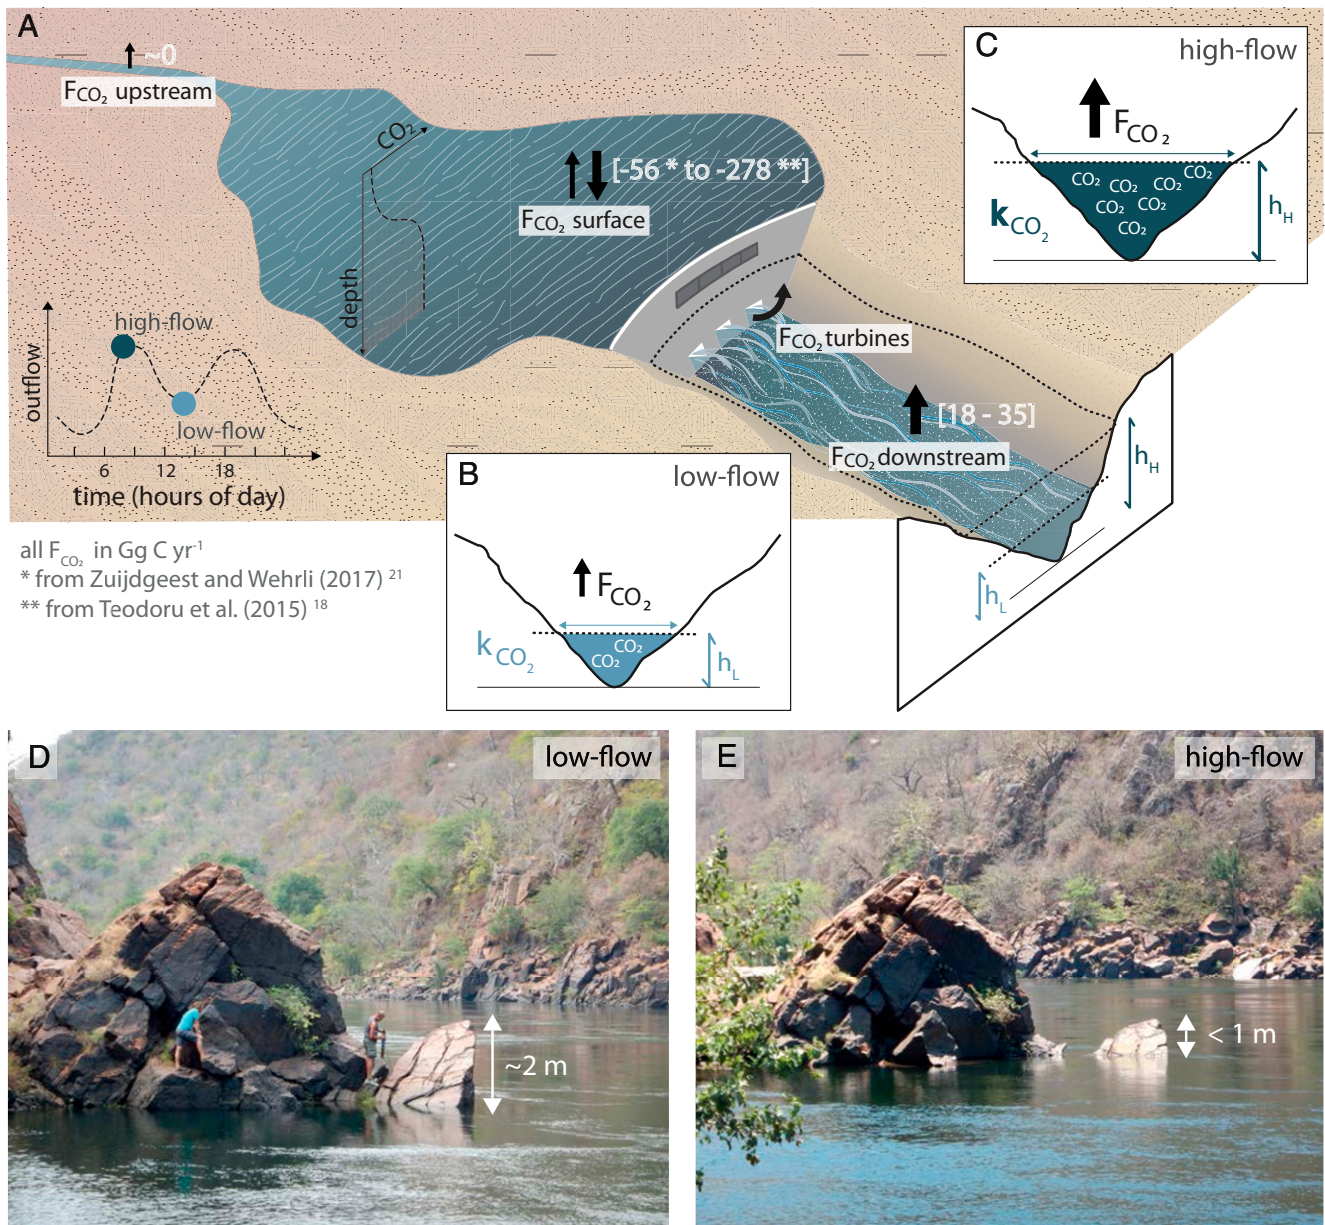 A
~0
FCO₂ upstream
CO₂
depth
[-56 * to -278 **]
FCO₂ surface
FCO₂ turbines
[18 - 35]
FCO₂ downstream
hH
hL
outflow
high-flow
low-flow
6 12 18
time (hours of day)
all FCO₂ in Gg C yr⁻¹
* from Zuijdgeest and Wehrli (2017) ²¹
** from Teodoru et al. (2015) ¹⁸
B
low-flow
FCO₂
kCO₂
CO₂
CO₂
hL
C
high-flow
FCO₂
kCO₂
CO₂ CO₂ CO₂ CO₂
CO₂ CO₂
CO₂
hH
D
low-flow
~2 m
E
high-flow
< 1 m